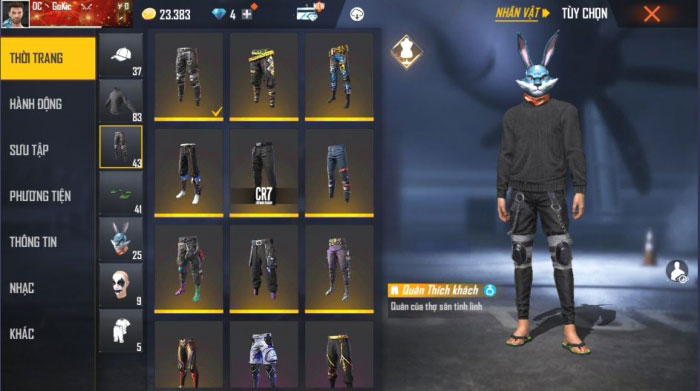 OC GoKic
23.383
4
NHÂN VẬT
TÙY CHỌN
THỜI TRANG
HÀNH ĐỘNG
SƯU TẬP
PHƯƠNG TIỆN
THÔNG TIN
NHẠC
KHÁC
37
83
43
41
25
9
5
CR7
Quần Thích khách
Quần của thợ săn tinh linh